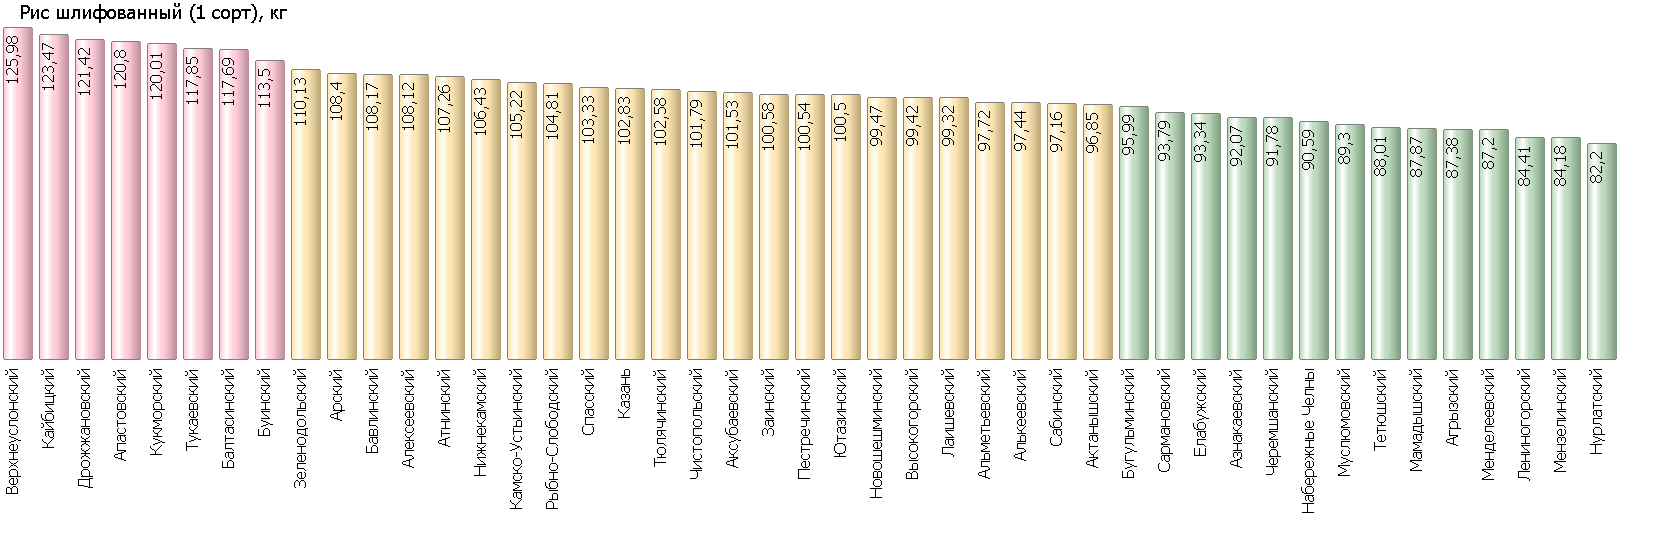 Рис шлифованный (1 сорт), кг
125,98
123,47
121,42
120,8
120,01
117,85
117,69
113,5
110,13
108,4
108,17
108,12
107,26
106,43
105,22
104,81
103,33
102,83
102,58
101,79
101,53
100,58
100,54
100,5
99,47
99,42
99,32
97,72
97,44
97,16
96,85
95,99
93,79
93,34
92,07
91,78
90,59
89,3
88,01
87,87
87,38
87,2
84,41
84,18
82,2
Верхнеуслонский
Кайбицкий
Дрожжановский
Апастовский
Кукморский
Тукаевский
Балтасинский
Буинский
Зеленодольский
Арский
Бавлинский
Алексеевский
Атнинский
Нижнекамский
Камско-Устьинский
Рыбно-Слободский
Спасский
Казань
Тюлячинский
Чистопольский
Аксубаевский
Заинский
Пестречинский
Ютазинский
Новошешминский
Высокогорский
Лаишевский
Альметьевский
Алькеевский
Сабинский
Актанышский
Бугульминский
Сармановский
Елабужский
Азнакаевский
Черемшанский
Набережные Челны
Муслюмовский
Тетюшский
Мамадышский
Агрызский
Менделеевский
Лениногорский
Мензелинский
Нурлатский